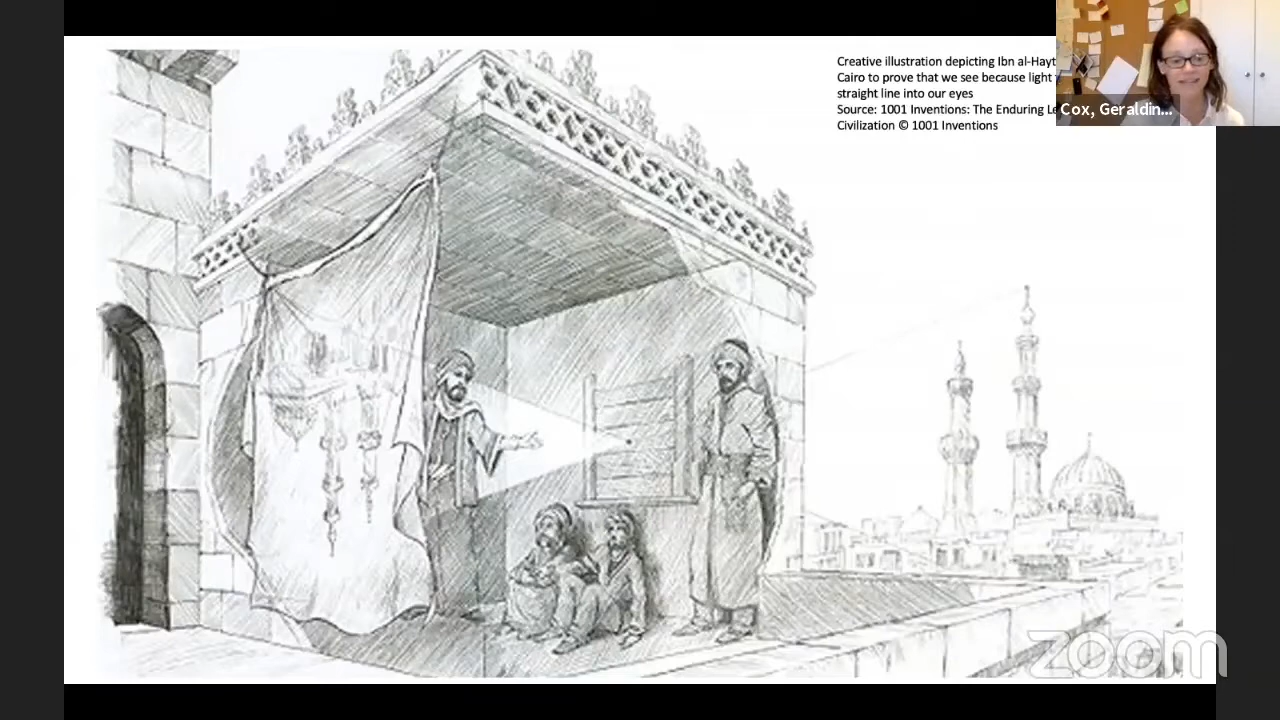 Creative illustration depicting Ibn al-Hayt
Cairo to prove that we see because light
straight line into our eyes
Source: 1001 Inventions: The Enduring Le
Civilization © 1001 Inventions
Cox, Geraldin...
zoom